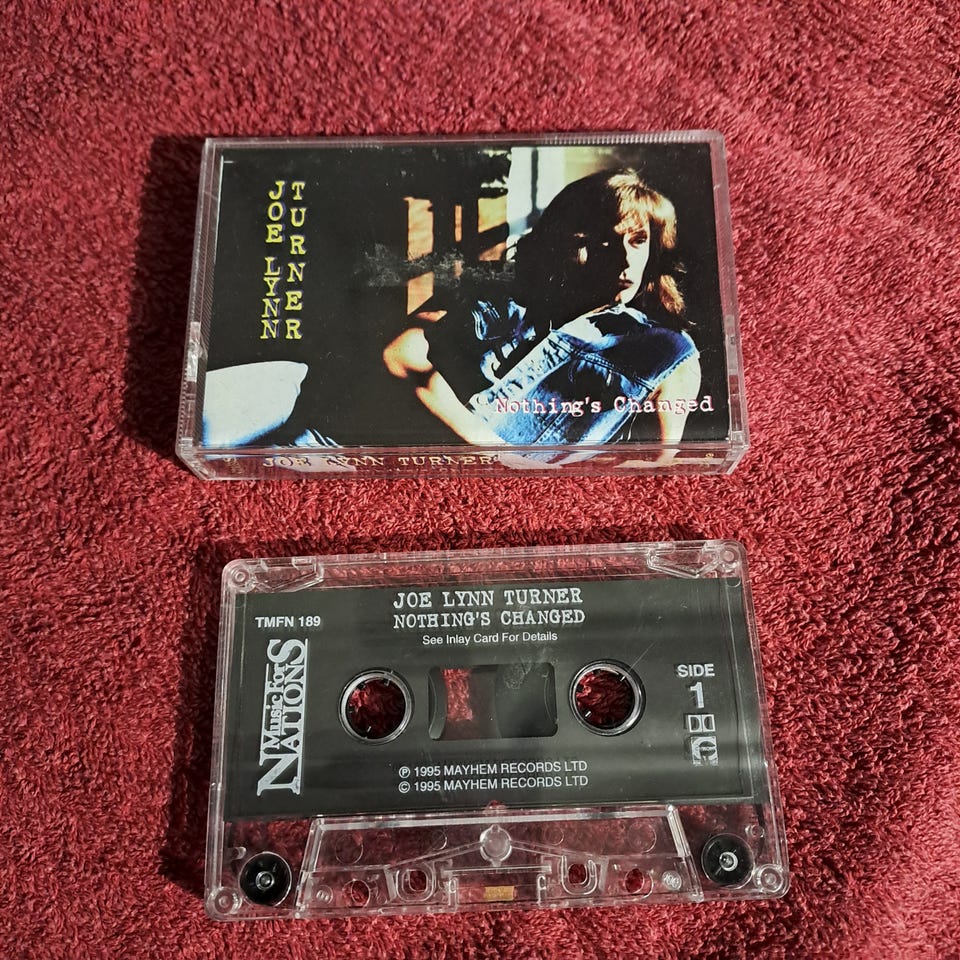 JOE LYNN
TURNER
Nothing's Changed
JOE LYNN TURNER
JOE LYNN TURNER
NOTHING'S CHANGED
See Inlay Card For Details
TMFN 189
Music For
NATIONS
SIDE
1
℗ 1995 MAYHEM RECORDS LTD
© 1995 MAYHEM RECORDS LTD